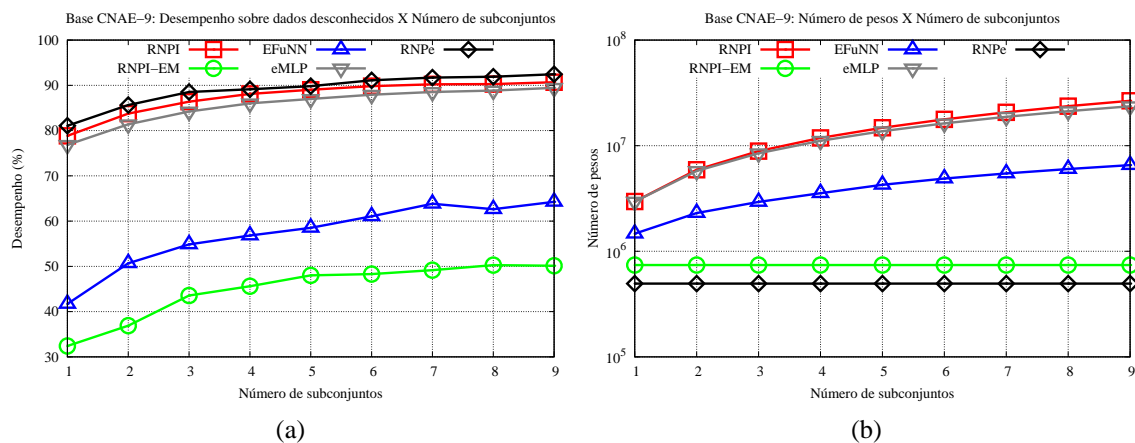 Base CNAE−9: Desempenho sobre dados desconhecidos X Número de subconjuntos
100
90
80
70
60
50
40
30
Desempenho (%)
RNPI
EFuNN
RNPe
RNPI−EM
eMLP
1 2 3 4 5 6 7 8 9
Número de subconjuntos
(a)
Base CNAE−9: Número de pesos X Número de subconjuntos
10^8
10^7
10^6
10^5
Número de pesos
RNPI
EFuNN
RNPe
RNPI−EM
eMLP
1 2 3 4 5 6 7 8 9
Número de subconjuntos
(b)